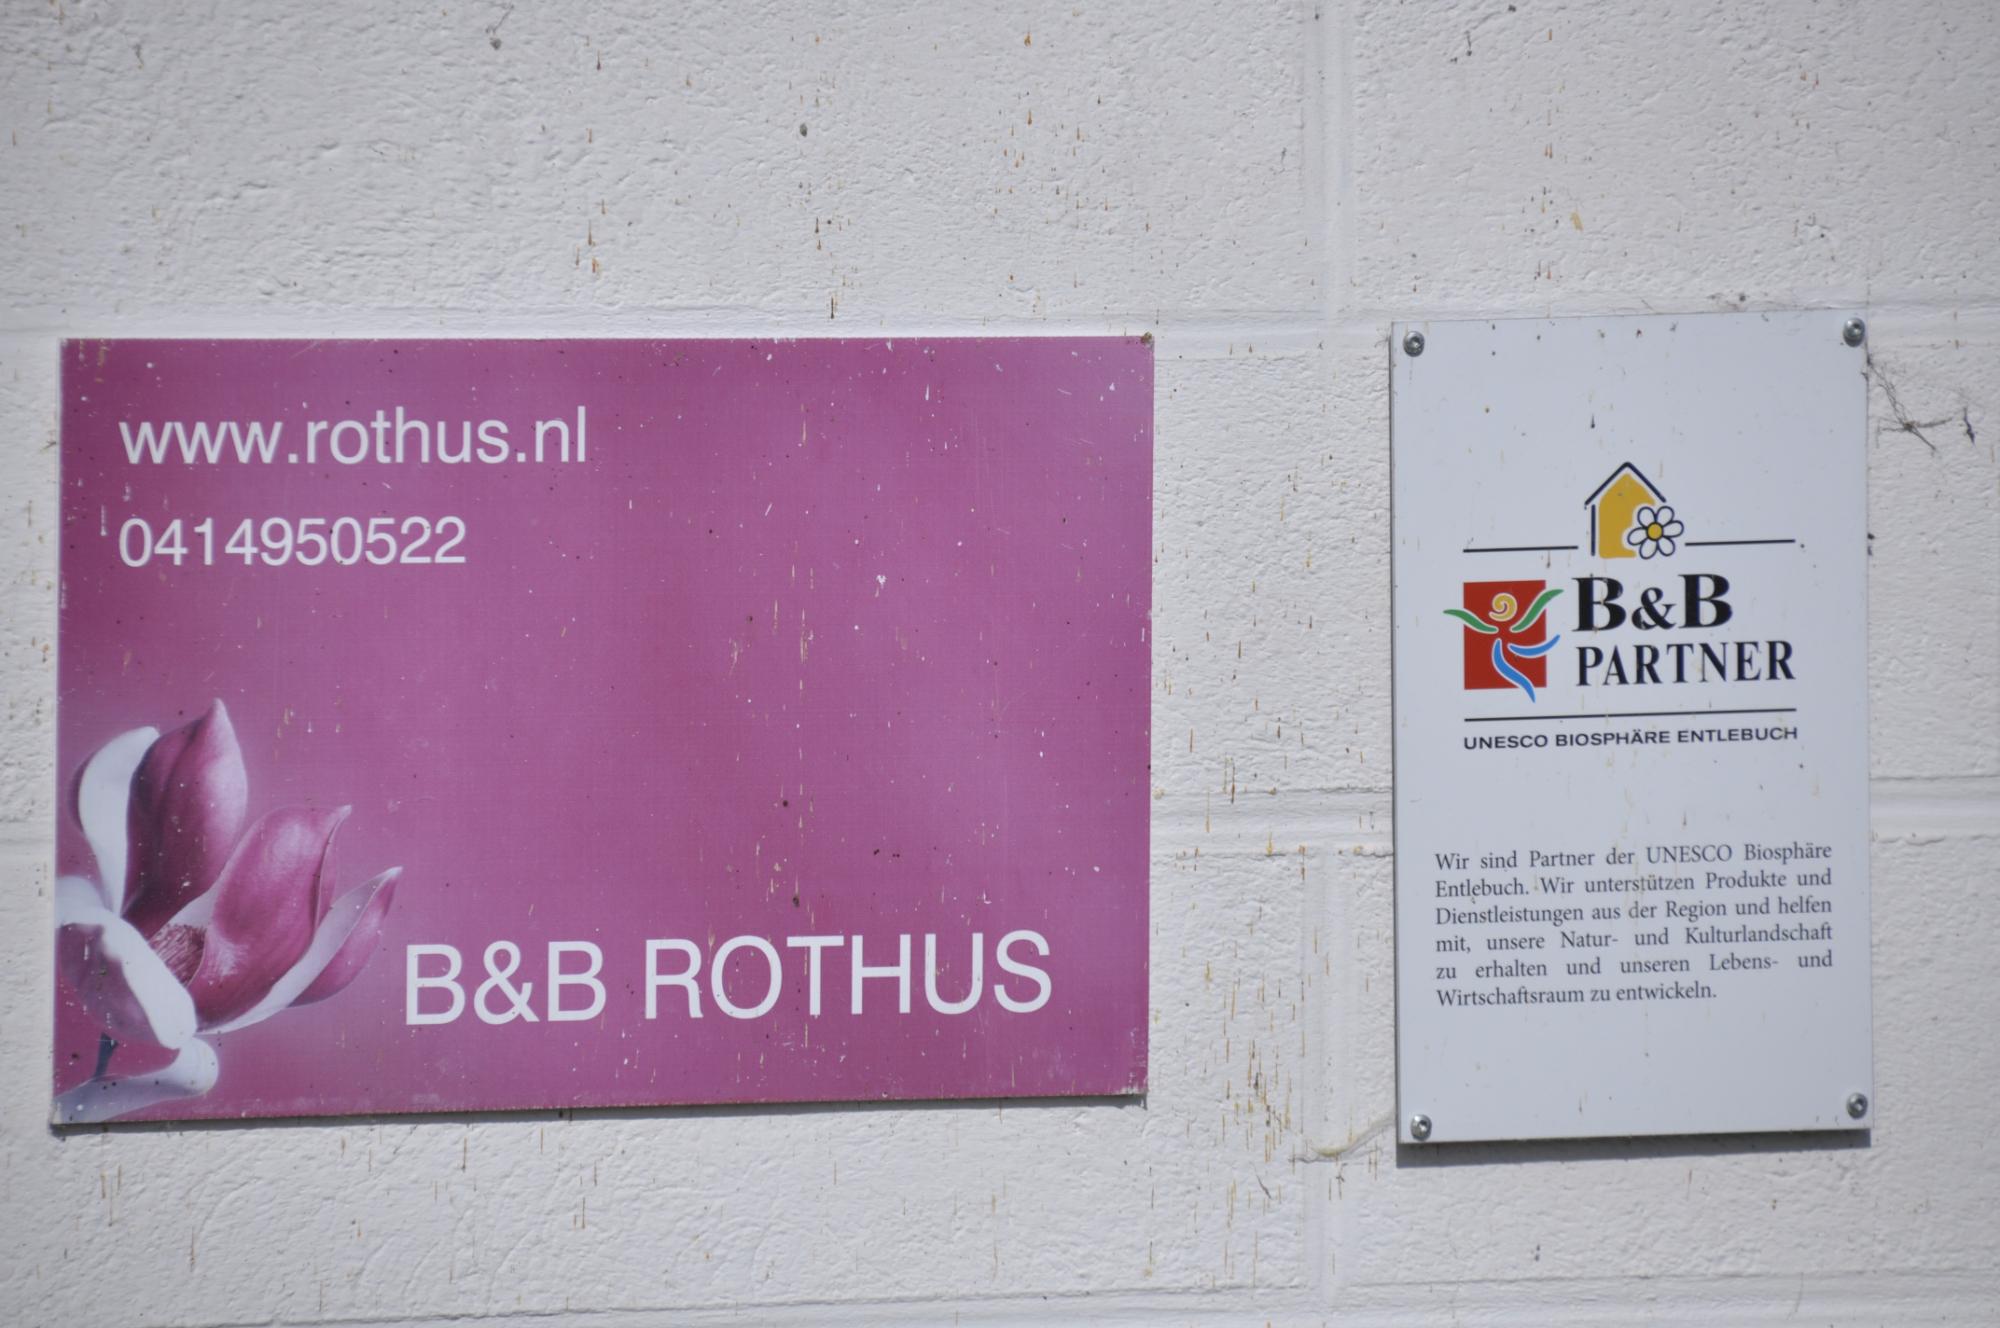 www.rothus.nl
0414950522
B&B ROTHUS
B&B
PARTNER
UNESCO BIOSPHÄRE ENTLEBUCH
Wir sind Partner der UNESCO Biosphäre
Entlebuch. Wir unterstützen Produkte und
Dienstleistungen aus der Region und helfen
mit, unsere Natur- und Kulturlandschaft
zu erhalten und unseren Lebens- und
Wirtschaftsraum zu entwickeln.